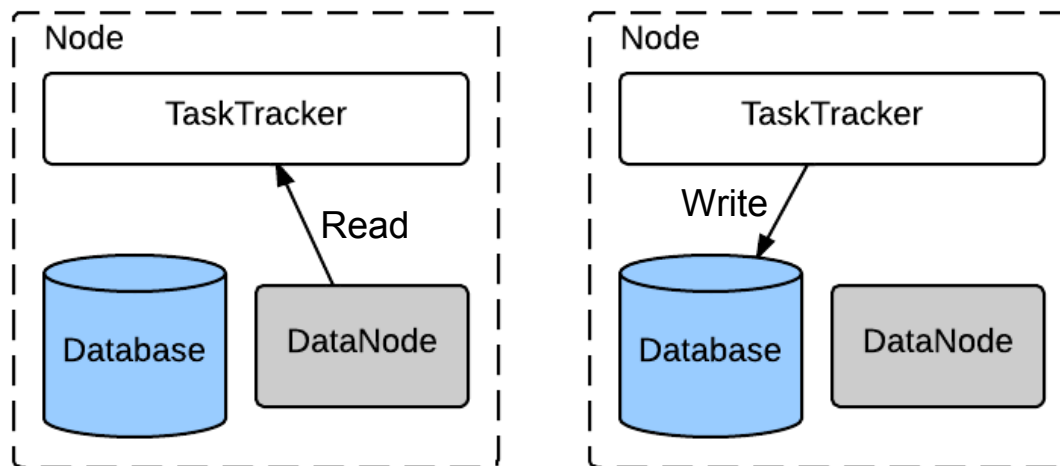 Node
TaskTracker
Read
Database
DataNode
Node
TaskTracker
Write
Database
DataNode